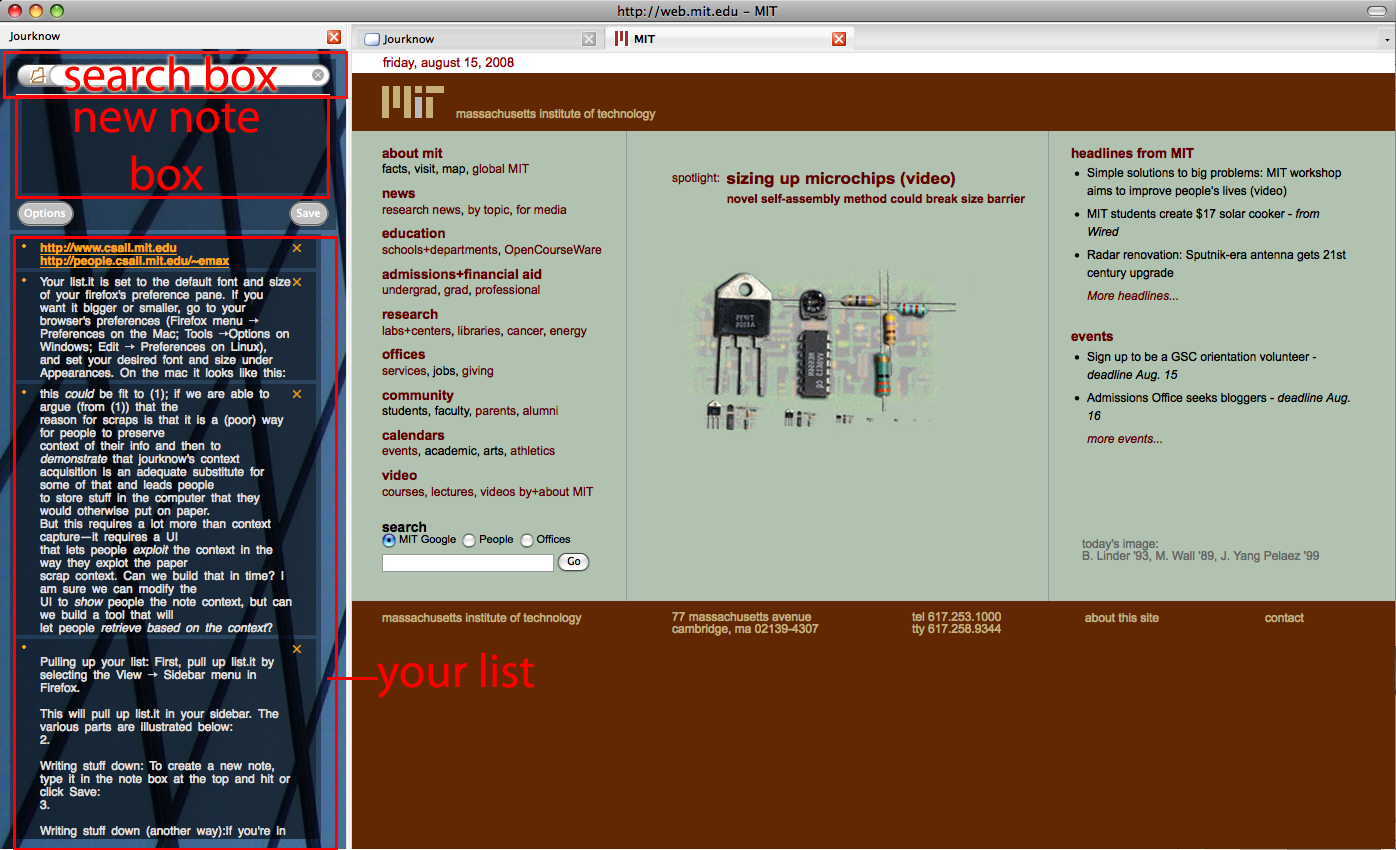 http://web.mit.edu – MIT
Jourknow
search box
new note
box
Options
Save
http://www.csail.mit.edu
http://people.csail.mit.edu/~emax
Your list.it is set to the default font and size
of your firefox's preference pane. If you
want it bigger or smaller, go to your
browser's preferences (Firefox menu →
Preferences on the Mac; Tools →Options on
Windows; Edit → Preferences on Linux),
and set your desired font and size under
Appearances. On the mac it looks like this:
this could be fit to (1); if we are able to
argue (from (1)) that the
reason for scraps is that it is a (poor) way
for people to preserve
context of their info and then to
demonstrate that jourknow's context
acquisition is an adequate substitute for
some of that and leads people
to store stuff in the computer that they
would otherwise put on paper.
But this requires a lot more than context
capture—it requires a UI
that lets people exploit the context in the
way they explot the paper
scrap context. Can we build that in time? I
am sure we can modify the
UI to show people the note context, but can
we build a tool that will
let people retrieve based on the context?
Pulling up your list: First, pull up list.it by
selecting the View → Sidebar menu in
Firefox.
This will pull up list.it in your sidebar. The
various parts are illustrated below:
2.
Writing stuff down: To create a new note,
type it in the note box at the top and hit or
click Save:
3.
Writing stuff down (another way):If you're in
your list
Jourknow
MIT
friday, august 15, 2008
MIT
massachusetts institute of technology
about mit
facts, visit, map, global MIT
news
research news, by topic, for media
education
schools+departments, OpenCourseWare
admissions+financial aid
undergrad, grad, professional
research
labs+centers, libraries, cancer, energy
offices
services, jobs, giving
community
students, faculty, parents, alumni
calendars
events, academic, arts, athletics
video
courses, lectures, videos by+about MIT
search
MIT Google People Offices
Go
spotlight: sizing up microchips (video)
novel self-assembly method could break size barrier
headlines from MIT
Simple solutions to big problems: MIT workshop
aims to improve people's lives (video)
MIT students create $17 solar cooker - from
Wired
Radar renovation: Sputnik-era antenna gets 21st
century upgrade
More headlines...
events
Sign up to be a GSC orientation volunteer -
deadline Aug. 15
Admissions Office seeks bloggers - deadline Aug.
16
more events...
today's image:
B. Linder '93, M. Wall '89, J. Yang Pelaez '99
massachusetts institute of technology
77 massachusetts avenue
cambridge, ma 02139-4307
tel 617.253.1000
tty 617.258.9344
about this site
contact